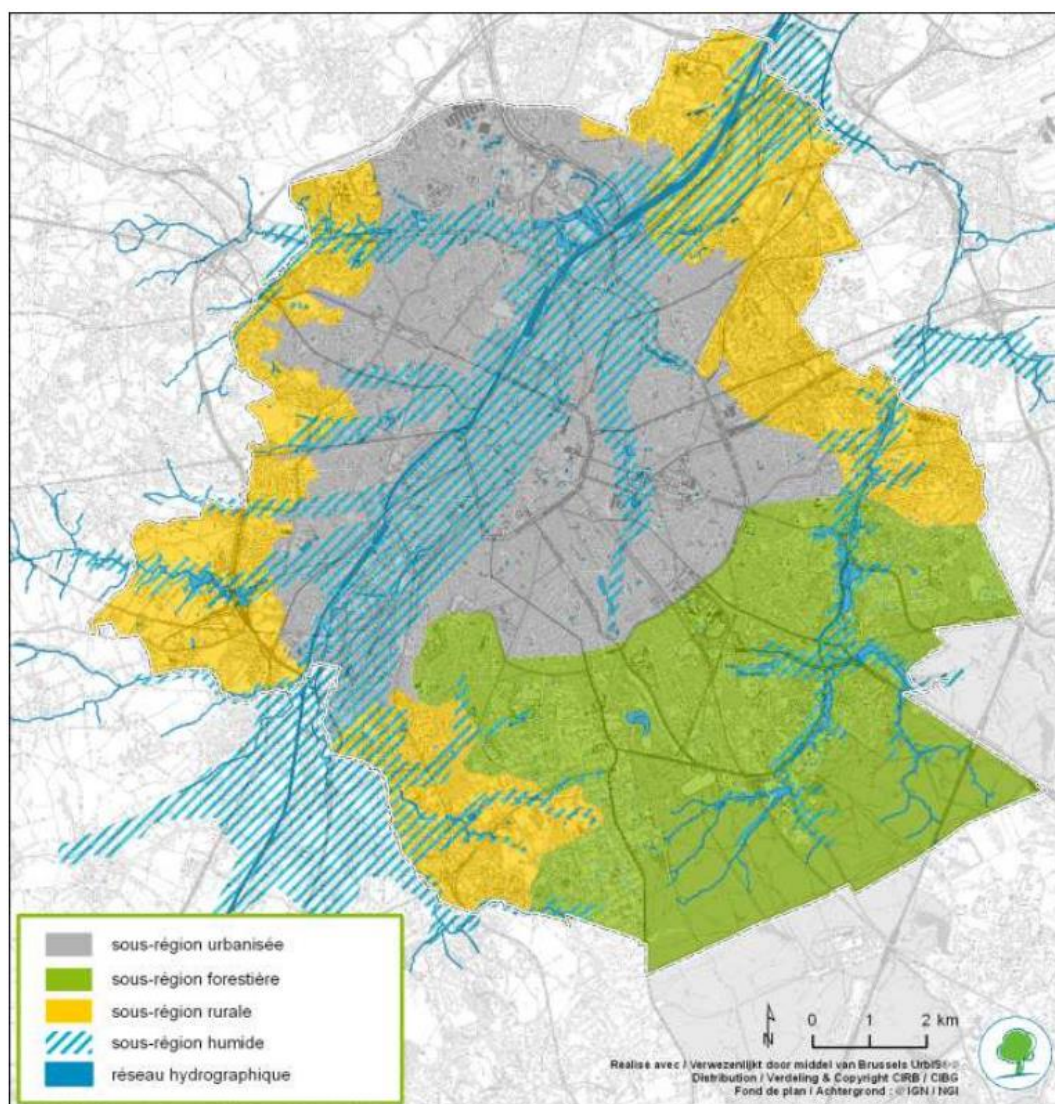 sous-région urbanisée
sous-région forestière
sous-région rurale
sous-région humide
réseau hydrographique
N
0 1 2 km
Réalisé avec / Verwezenlijkt door middel van Brussels UrbIS®©
Distribution / Verdeling & Copyright CIRB / CIBG
Fond de plan / Achtergrond : © IGN / NGI